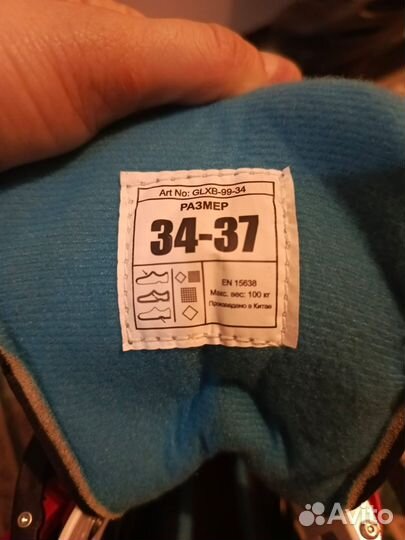 Art No: GLXB-99-34
РАЗМЕР
34-37
EN 15638
Макс. вес: 100 кг
Произведено в Китае
Avito